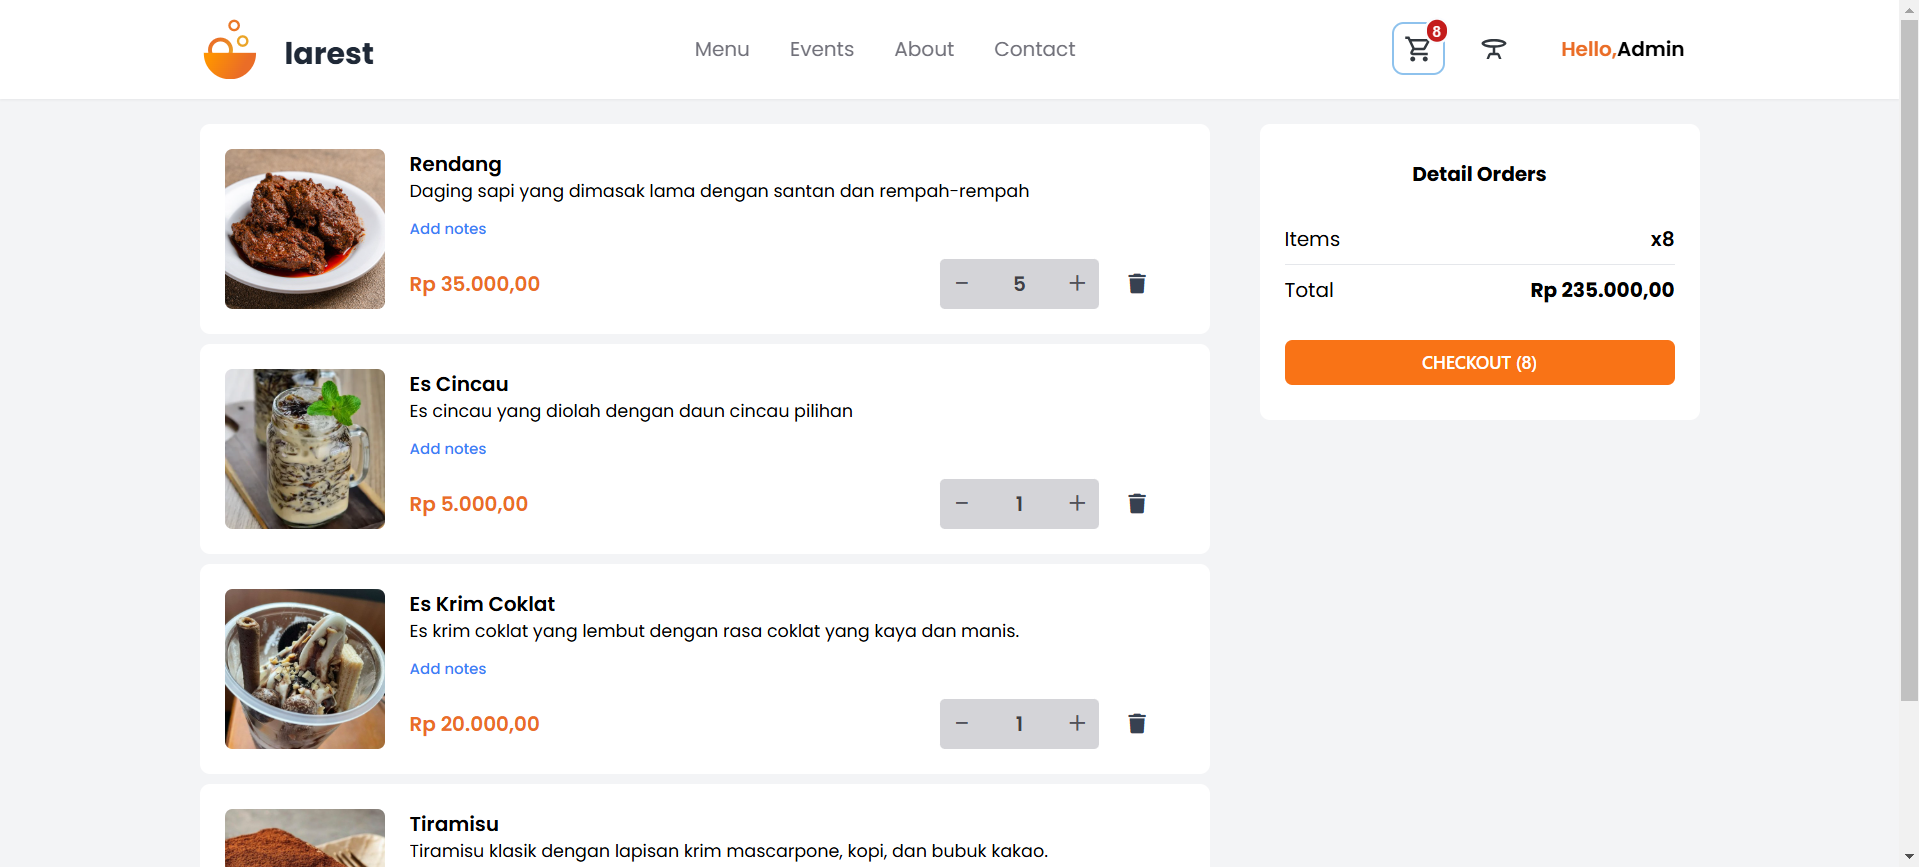 larest
Menu
Events
About
Contact
8
Hello,Admin
Rendang
Daging sapi yang dimasak lama dengan santan dan rempah-rempah
Add notes
Rp 35.000,00
− 5 +
Es Cincau
Es cincau yang diolah dengan daun cincau pilihan
Add notes
Rp 5.000,00
− 1 +
Es Krim Coklat
Es krim coklat yang lembut dengan rasa coklat yang kaya dan manis.
Add notes
Rp 20.000,00
− 1 +
Tiramisu
Tiramisu klasik dengan lapisan krim mascarpone, kopi, dan bubuk kakao.
Detail Orders
Items x8
Total Rp 235.000,00
CHECKOUT (8)